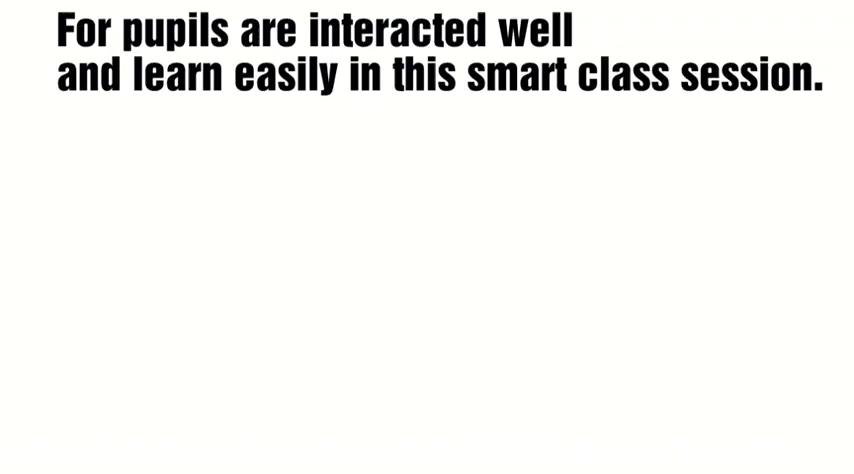 For pupils are interacted well
and learn easily in this smart class session.